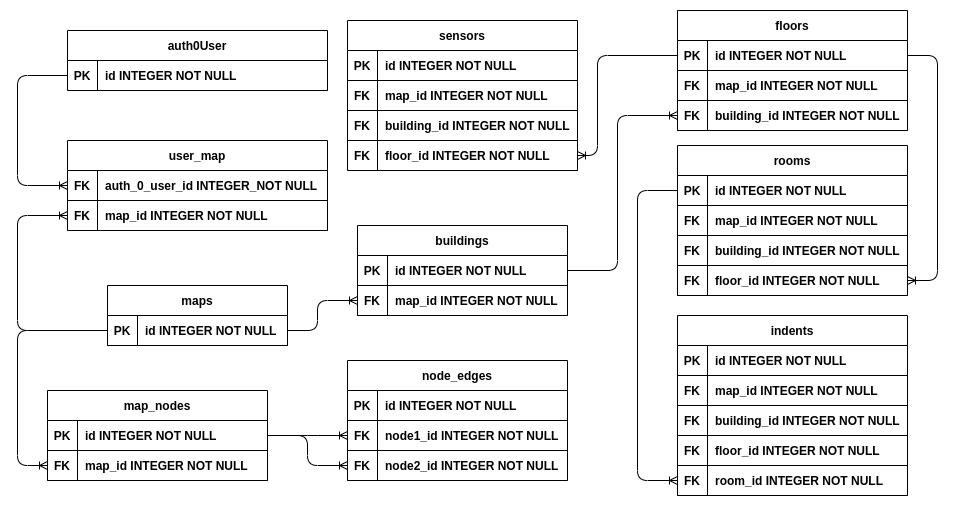 auth0User
PK id INTEGER NOT NULL
user_map
FK auth_0_user_id INTEGER_NOT NULL
FK map_id INTEGER NOT NULL
maps
PK id INTEGER NOT NULL
map_nodes
PK id INTEGER NOT NULL
FK map_id INTEGER NOT NULL
sensors
PK id INTEGER NOT NULL
FK map_id INTEGER NOT NULL
FK building_id INTEGER NOT NULL
FK floor_id INTEGER NOT NULL
buildings
PK id INTEGER NOT NULL
FK map_id INTEGER NOT NULL
node_edges
PK id INTEGER NOT NULL
FK node1_id INTEGER NOT NULL
FK node2_id INTEGER NOT NULL
floors
PK id INTEGER NOT NULL
FK map_id INTEGER NOT NULL
FK building_id INTEGER NOT NULL
rooms
PK id INTEGER NOT NULL
FK map_id INTEGER NOT NULL
FK building_id INTEGER NOT NULL
FK floor_id INTEGER NOT NULL
indents
PK id INTEGER NOT NULL
FK map_id INTEGER NOT NULL
FK building_id INTEGER NOT NULL
FK floor_id INTEGER NOT NULL
FK room_id INTEGER NOT NULL